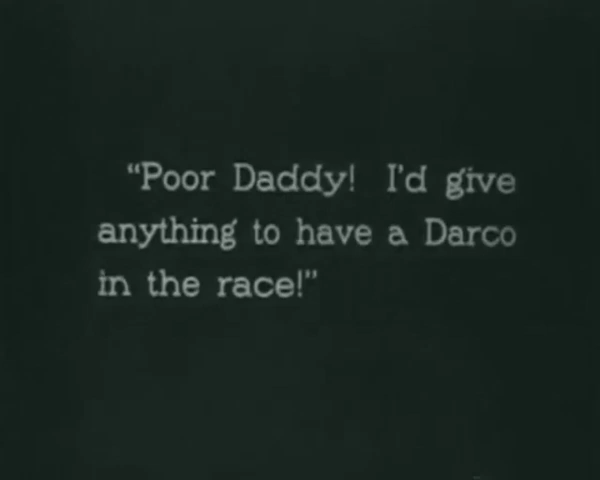 “Poor Daddy! I'd give
anything to have a Darco
in the race!”